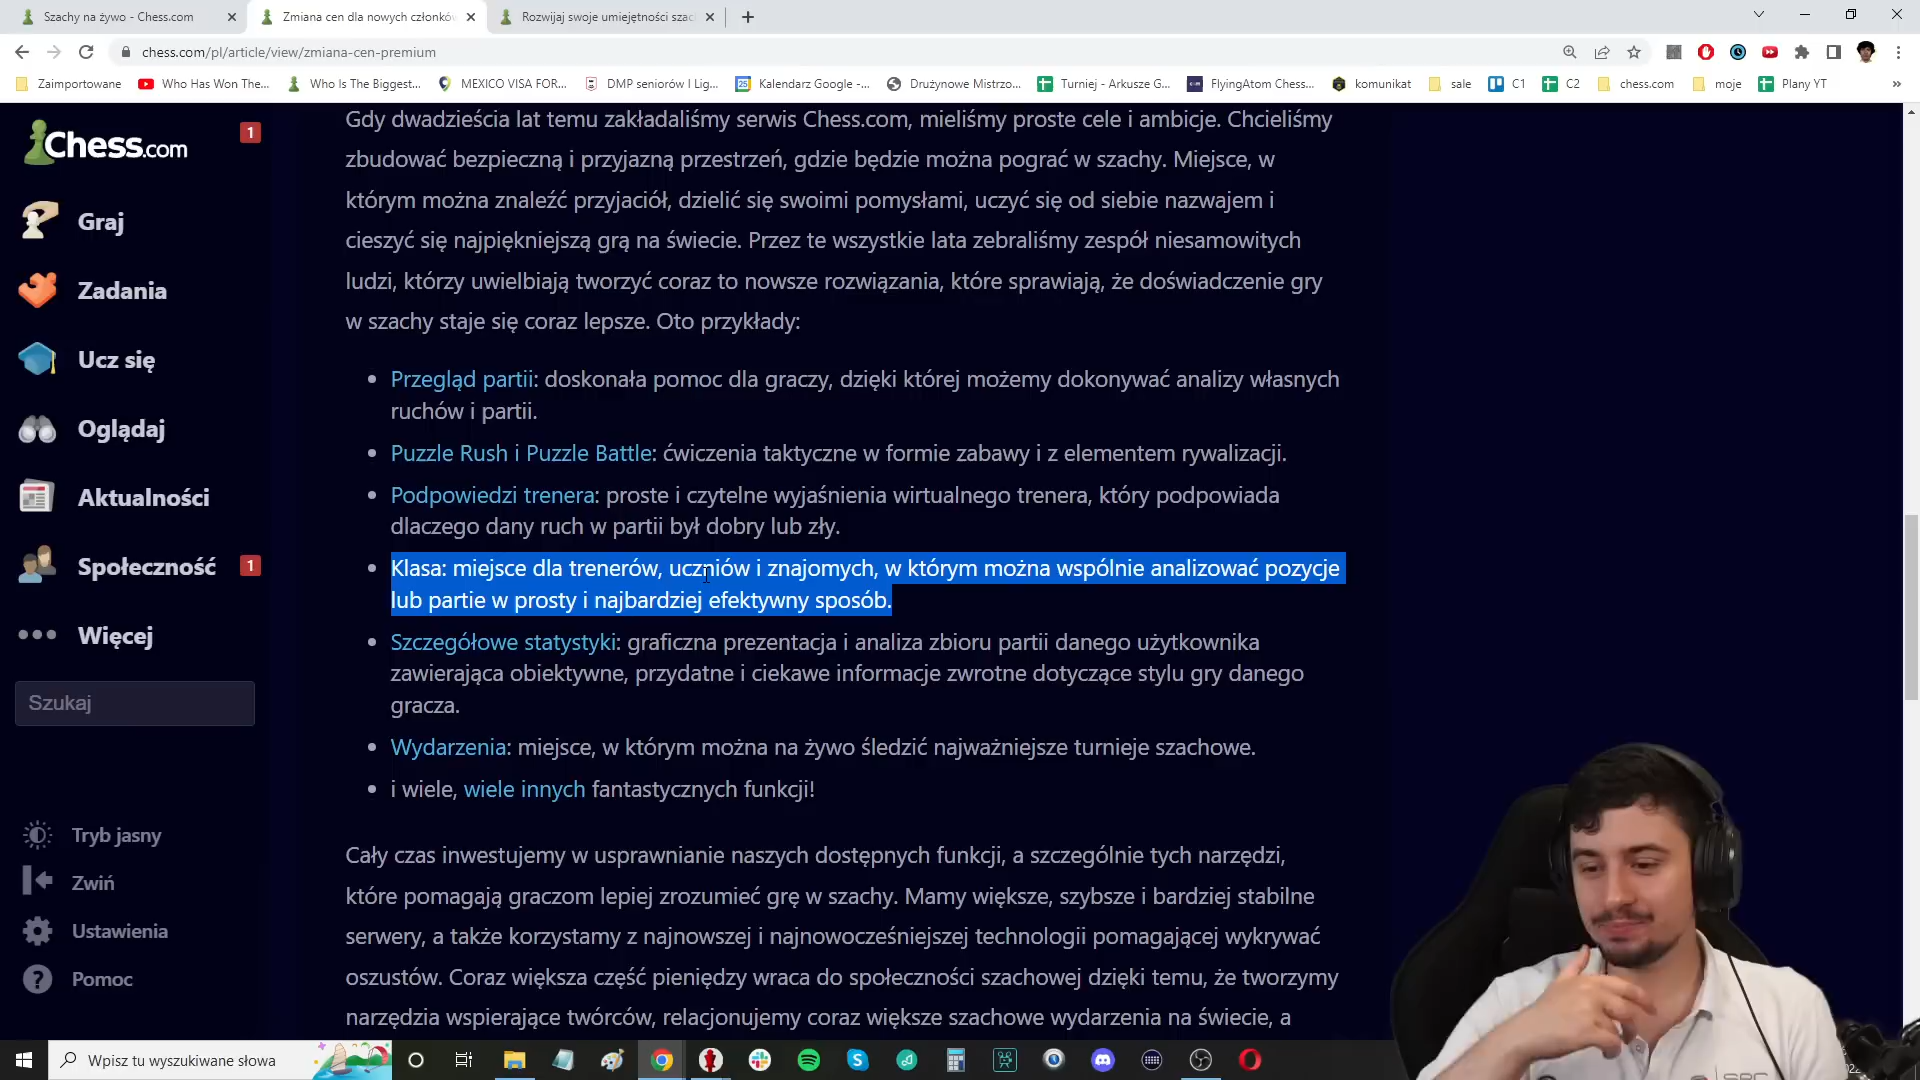 Szachy na żywo - Chess.com
Zmiana cen dla nowych członków
Rozwijaj swoje umiejętności szac
chess.com/pl/article/view/zmiana-cen-premium
Zaimportowane
Who Has Won The...
Who Is The Biggest...
MEXICO VISA FOR...
DMP seniorów I Lig...
Kalendarz Google -...
Drużynowe Mistrzo...
Turniej - Arkusze G...
FlyingAtom Chess...
komunikat
sale
C1
C2
chess.com
moje
Plany YT
»
Chess.com
1
Graj
Zadania
Ucz się
Oglądaj
Aktualności
Społeczność
1
Więcej
Szukaj
Tryb jasny
Zwiń
Ustawienia
Pomoc
Gdy dwadzieścia lat temu zakładaliśmy serwis Chess.com, mieliśmy proste cele i ambicje. Chcieliśmy
zbudować bezpieczną i przyjazną przestrzeń, gdzie będzie można pograć w szachy. Miejsce, w
którym można znaleźć przyjaciół, dzielić się swoimi pomysłami, uczyć się od siebie nazwajem i
cieszyć się najpiękniejszą grą na świecie. Przez te wszystkie lata zebraliśmy zespół niesamowitych
ludzi, którzy uwielbiają tworzyć coraz to nowsze rozwiązania, które sprawiają, że doświadczenie gry
w szachy staje się coraz lepsze. Oto przykłady:
• Przegląd partii: doskonała pomoc dla graczy, dzięki której możemy dokonywać analizy własnych
ruchów i partii.
• Puzzle Rush i Puzzle Battle: ćwiczenia taktyczne w formie zabawy i z elementem rywalizacji.
• Podpowiedzi trenera: proste i czytelne wyjaśnienia wirtualnego trenera, który podpowiada
dlaczego dany ruch w partii był dobry lub zły.
• Klasa: miejsce dla trenerów, uczniów i znajomych, w którym można wspólnie analizować pozycje
lub partie w prosty i najbardziej efektywny sposób.
• Szczegółowe statystyki: graficzna prezentacja i analiza zbioru partii danego użytkownika
zawierająca obiektywne, przydatne i ciekawe informacje zwrotne dotyczące stylu gry danego
gracza.
• Wydarzenia: miejsce, w którym można na żywo śledzić najważniejsze turnieje szachowe.
• i wiele, wiele innych fantastycznych funkcji!
Cały czas inwestujemy w usprawnianie naszych dostępnych funkcji, a szczególnie tych narzędzi,
które pomagają graczom lepiej zrozumieć grę w szachy. Mamy większe, szybsze i bardziej stabilne
serwery, a także korzystamy z najnowszej i najnowocześniejszej technologii pomagającej wykrywać
oszustów. Coraz większa część pieniędzy wraca do społeczności szachowej dzięki temu, że tworzymy
narzędzia wspierające twórców, relacjonujemy coraz większe szachowe wydarzenia na świecie, a
Wpisz tu wyszukiwane słowa